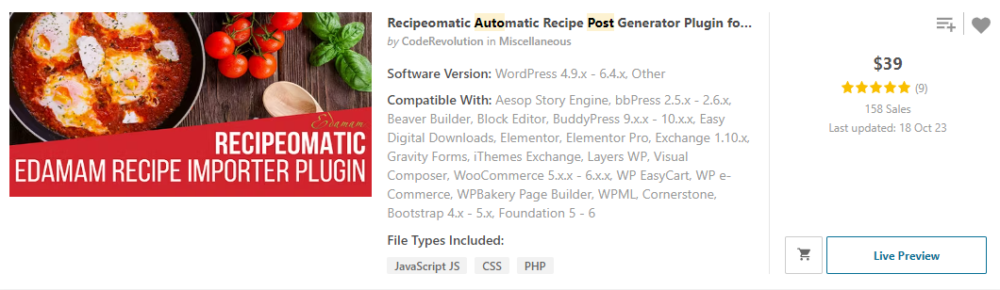 Edamam
RECIPEOMATIC
EDAMAM RECIPE IMPORTER PLUGIN
Recipeomatic Automatic Recipe Post Generator Plugin fo...
by CodeRevolution in Miscellaneous
Software Version: WordPress 4.9.x - 6.4.x, Other
Compatible With: Aesop Story Engine, bbPress 2.5.x - 2.6.x,
Beaver Builder, Block Editor, BuddyPress 9.x.x - 10.x.x, Easy
Digital Downloads, Elementor, Elementor Pro, Exchange 1.10.x,
Gravity Forms, iThemes Exchange, Layers WP, Visual
Composer, WooCommerce 5.x.x - 6.x.x, WP EasyCart, WP e-
Commerce, WPBakery Page Builder, WPML, Cornerstone,
Bootstrap 4.x - 5.x, Foundation 5 - 6
File Types Included:
JavaScript JS CSS PHP
$39
(9)
158 Sales
Last updated: 18 Oct 23
Live Preview